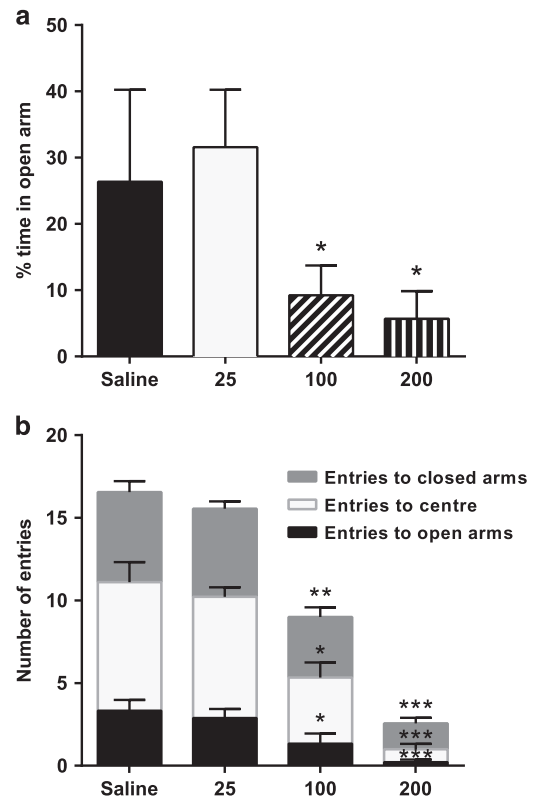 a
50
40
30
20
10
0
% time in open arm
*
*
Saline 25 100 200
b
20
15
10
5
0
Number of entries
Entries to closed arms
Entries to centre
Entries to open arms
**
*
*
***
***
***
Saline 25 100 200